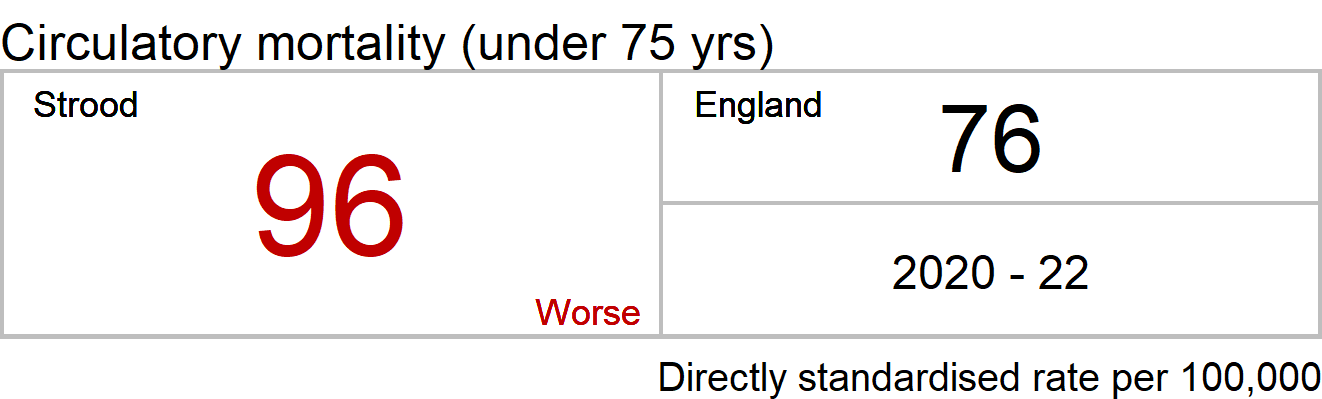 Circulatory mortality (under 75 yrs)
Strood
96
Worse
England
76
2020 - 22
Directly standardised rate per 100,000